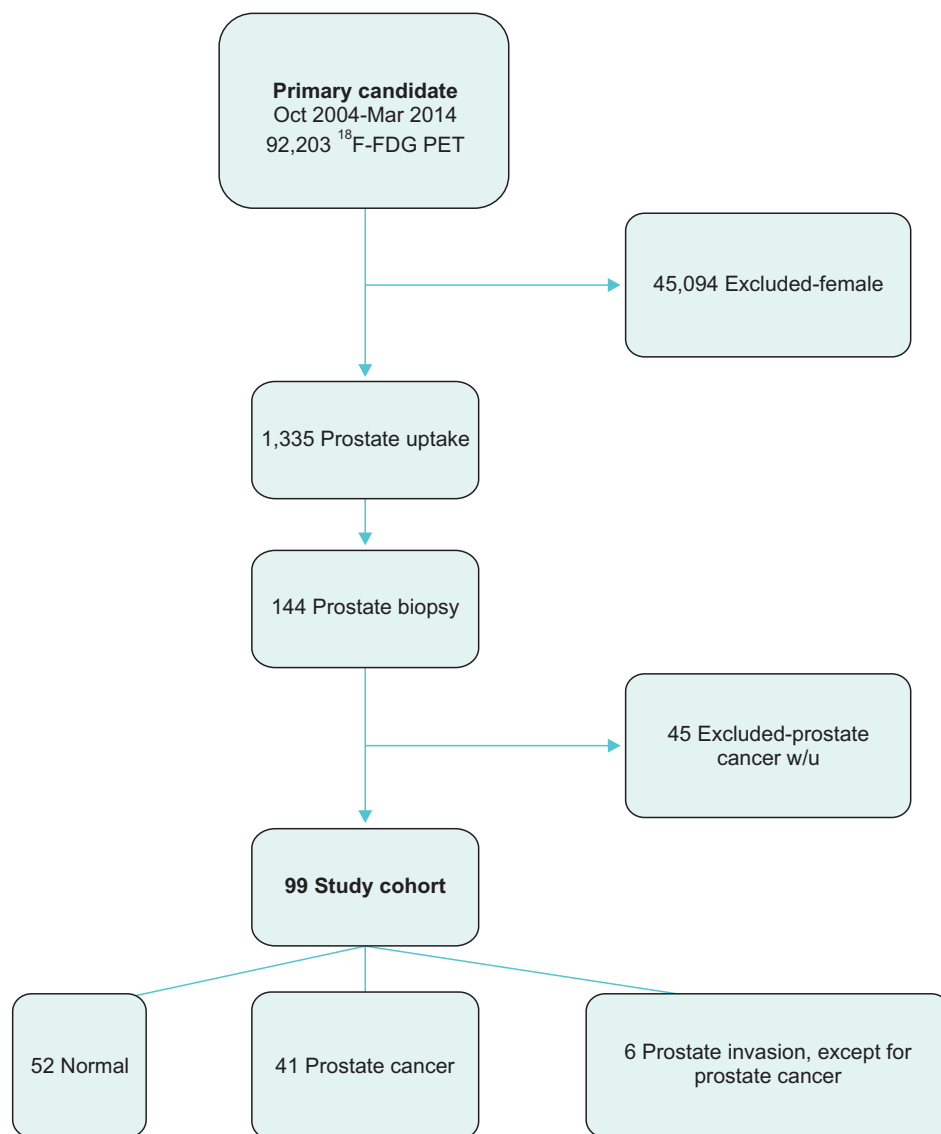 Primary candidate
Oct 2004-Mar 2014
92,203 ¹⁸F-FDG PET
45,094 Excluded-female
1,335 Prostate uptake
144 Prostate biopsy
45 Excluded-prostate
cancer w/u
99 Study cohort
52 Normal
41 Prostate cancer
6 Prostate invasion, except for
prostate cancer